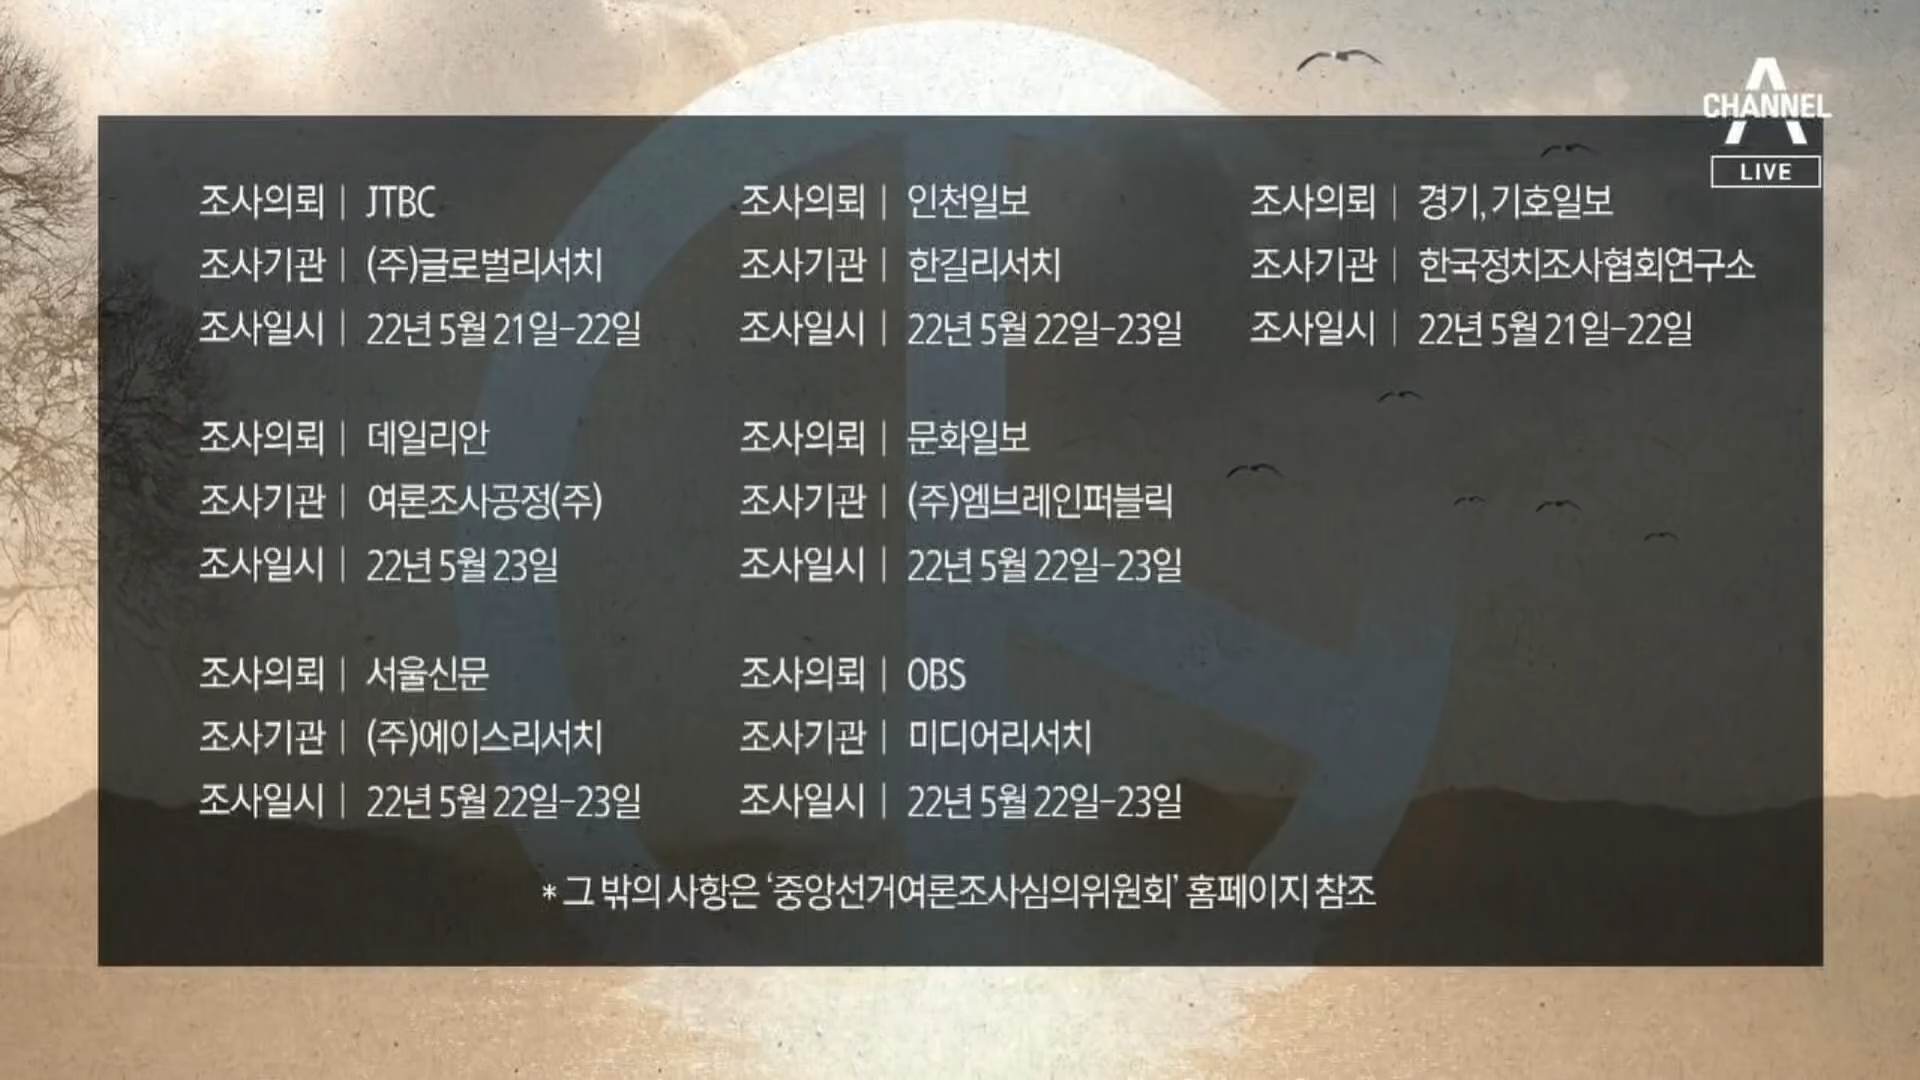 CHANNEL A
LIVE
조사의뢰 | JTBC
조사기관 | (주)글로벌리서치
조사일시 | 22년 5월 21일-22일
조사의뢰 | 인천일보
조사기관 | 한길리서치
조사일시 | 22년 5월 22일-23일
조사의뢰 | 경기,기호일보
조사기관 | 한국정치조사협회연구소
조사일시 | 22년 5월 21일-22일
조사의뢰 | 데일리안
조사기관 | 여론조사공정(주)
조사일시 | 22년 5월 23일
조사의뢰 | 문화일보
조사기관 | (주)엠브레인퍼블릭
조사일시 | 22년 5월 22일-23일
조사의뢰 | 서울신문
조사기관 | (주)에이스리서치
조사일시 | 22년 5월 22일-23일
조사의뢰 | OBS
조사기관 | 미디어리서치
조사일시 | 22년 5월 22일-23일
* 그 밖의 사항은 ‘중앙선거여론조사심의위원회’ 홈페이지 참조